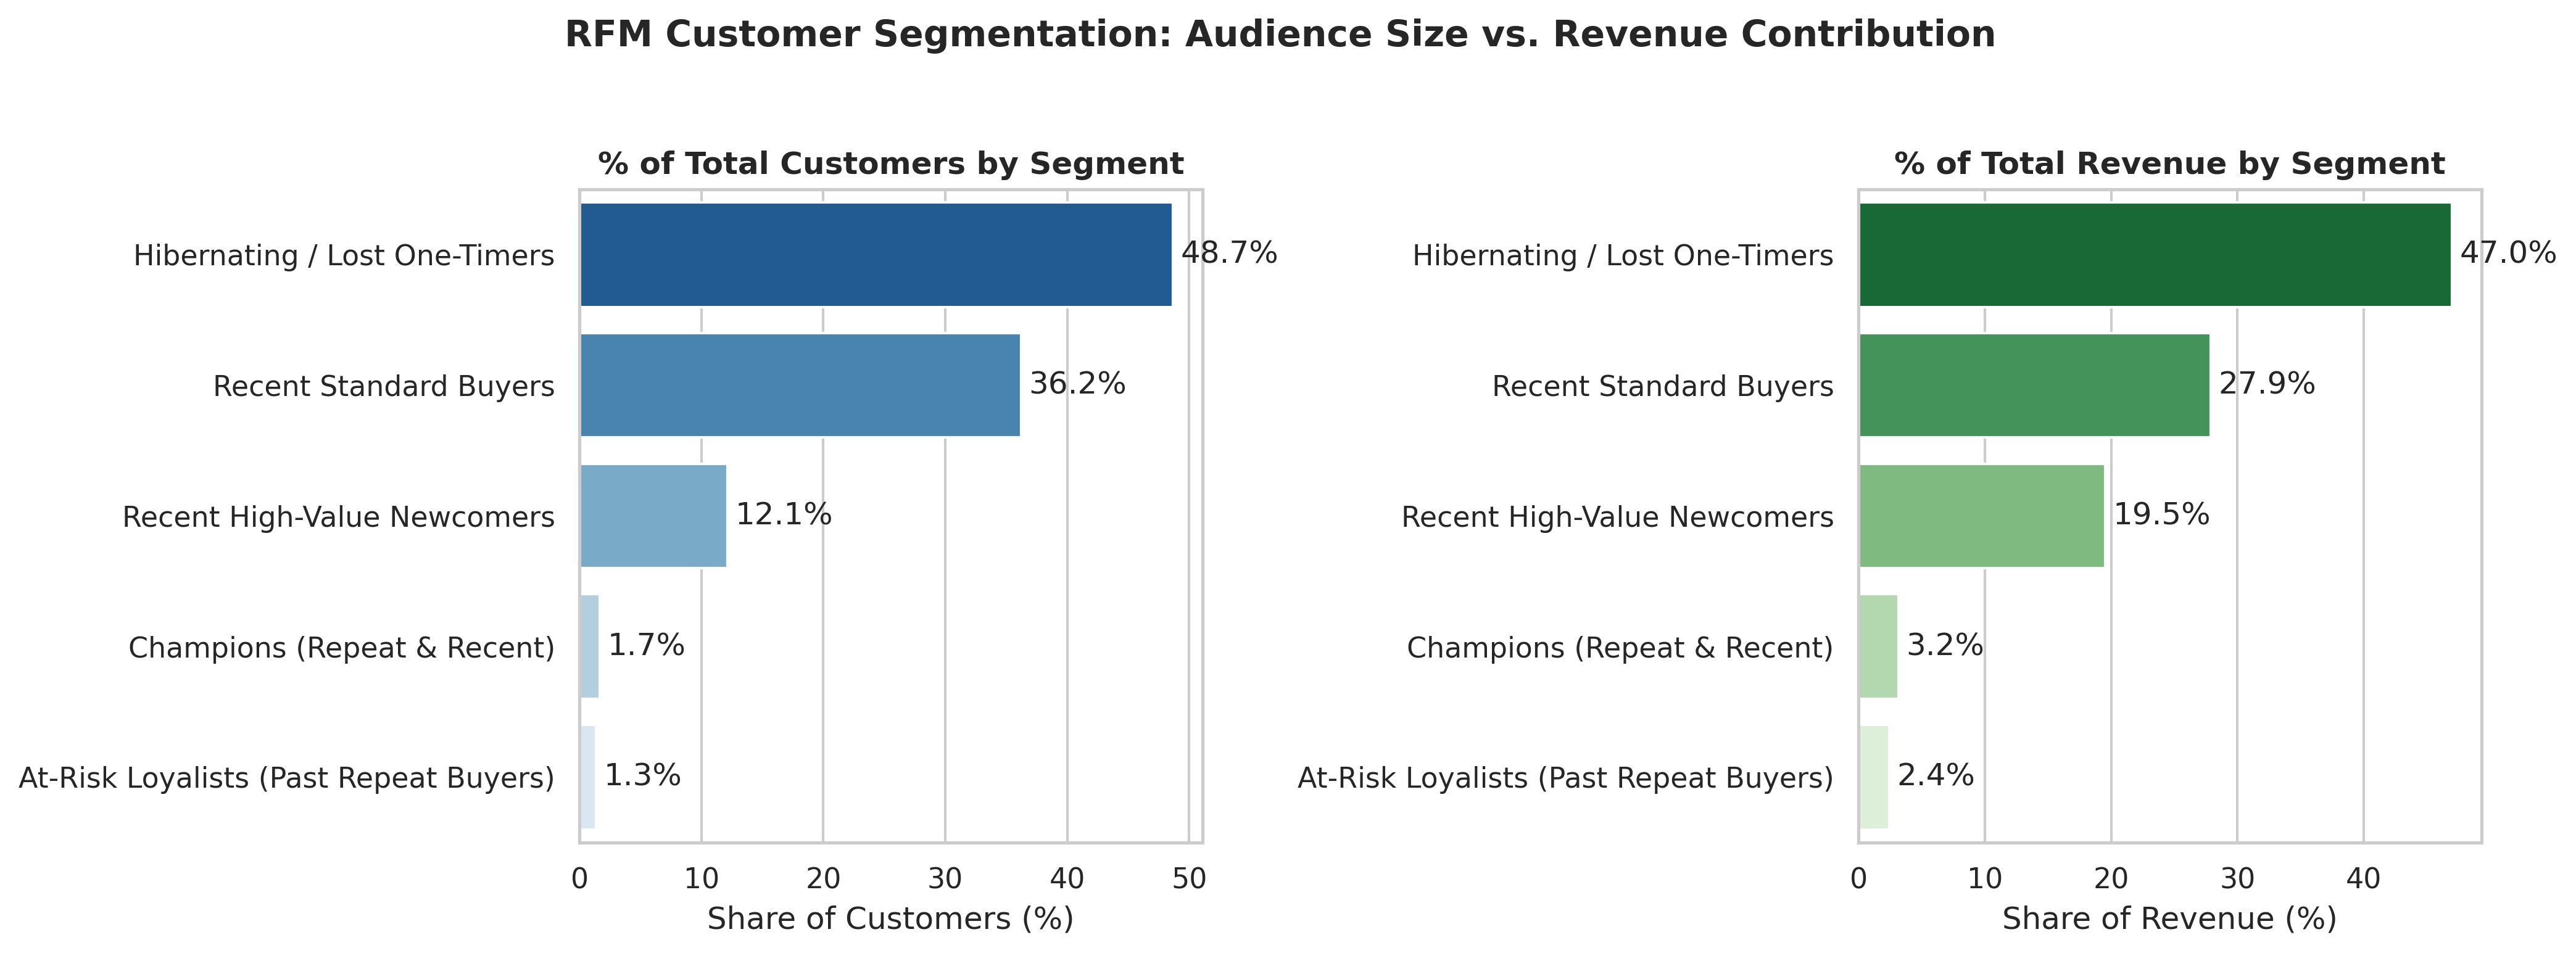 RFM Customer Segmentation: Audience Size vs. Revenue Contribution
% of Total Customers by Segment
Hibernating / Lost One-Timers
48.7%
Recent Standard Buyers
36.2%
Recent High-Value Newcomers
12.1%
Champions (Repeat & Recent)
1.7%
At-Risk Loyalists (Past Repeat Buyers)
1.3%
0 10 20 30 40 50
Share of Customers (%)
% of Total Revenue by Segment
Hibernating / Lost One-Timers
47.0%
Recent Standard Buyers
27.9%
Recent High-Value Newcomers
19.5%
Champions (Repeat & Recent)
3.2%
At-Risk Loyalists (Past Repeat Buyers)
2.4%
0 10 20 30 40
Share of Revenue (%)